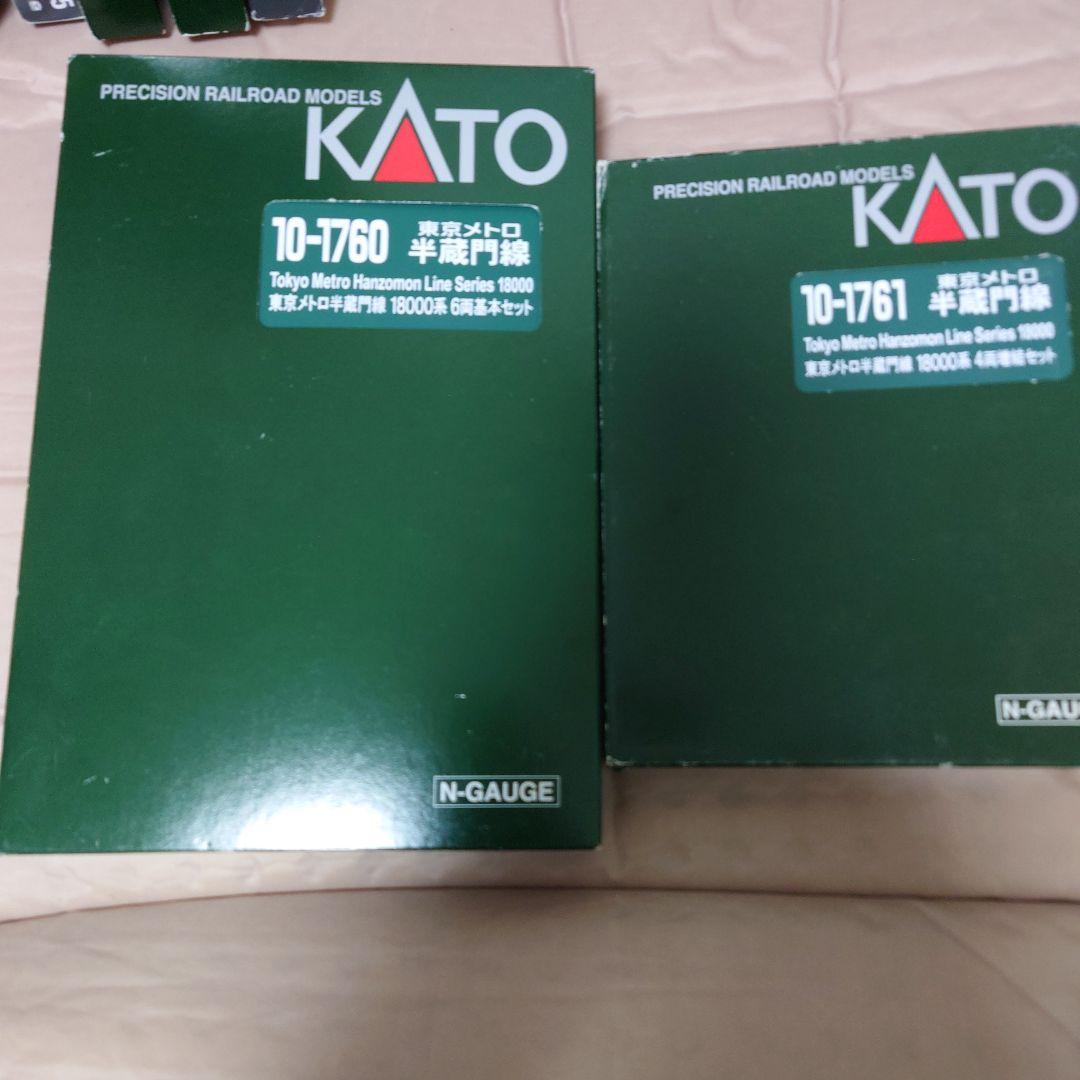 5
PRECISION RAILROAD MODELS
KATO
10-1760 東京メトロ 半蔵門線
Tokyo Metro Hanzomon Line Series 18000
東京メトロ半蔵門線 18000系 6両基本セット
N-GAUGE
PRECISION RAILROAD MODELS
KATO
10-1761 東京メトロ 半蔵門線
Tokyo Metro Hanzomon Line Series 18000
東京メトロ半蔵門線 18000系 4両増結セット
N-GAU